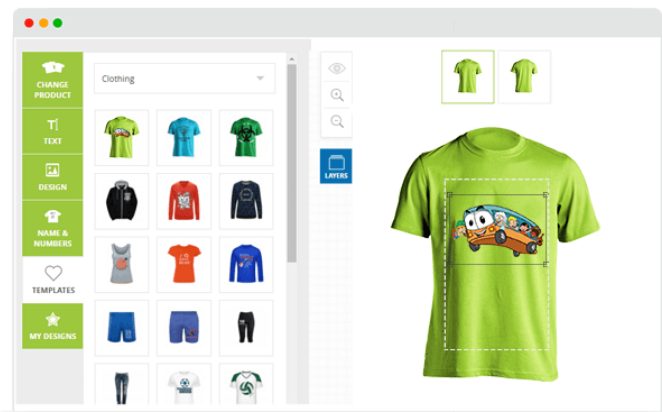 CHANGE
PRODUCT
Clothing
TEXT
DESIGN
LAYERS
NAME &
NUMBERS
TEMPLATES
MY DESIGNS